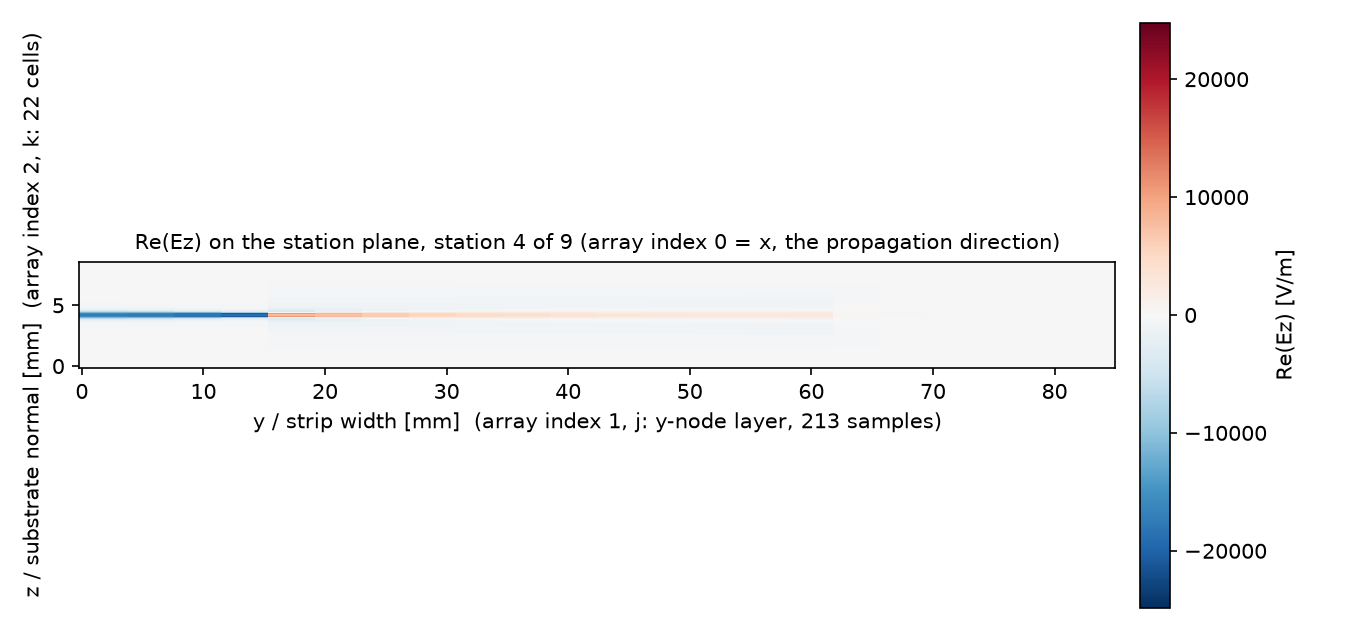 Re(Ez) on the station plane, station 4 of 9 (array index 0 = x, the propagation direction)
z / substrate normal [mm]  (array index 2, k: 22 cells)
5
0
0 10 20 30 40 50 60 70 80
y / strip width [mm]  (array index 1, j: y-node layer, 213 samples)
20000
10000
0
−10000
−20000
Re(Ez) [V/m]